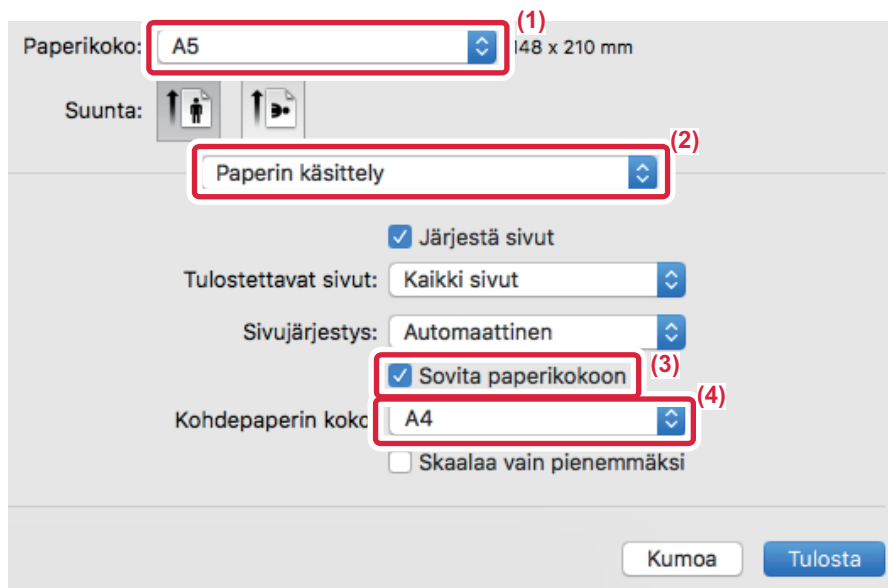 (1)
Paperikoko: A5 148 x 210 mm
Suunta:
(2)
Paperin käsittely
Järjestä sivut
Tulostettavat sivut: Kaikki sivut
Sivujärjestys: Automaattinen
Sovita paperikokoon (3)
(4)
Kohdepaperin koko A4
Skaalaa vain pienemmäksi
Kumoa Tulosta